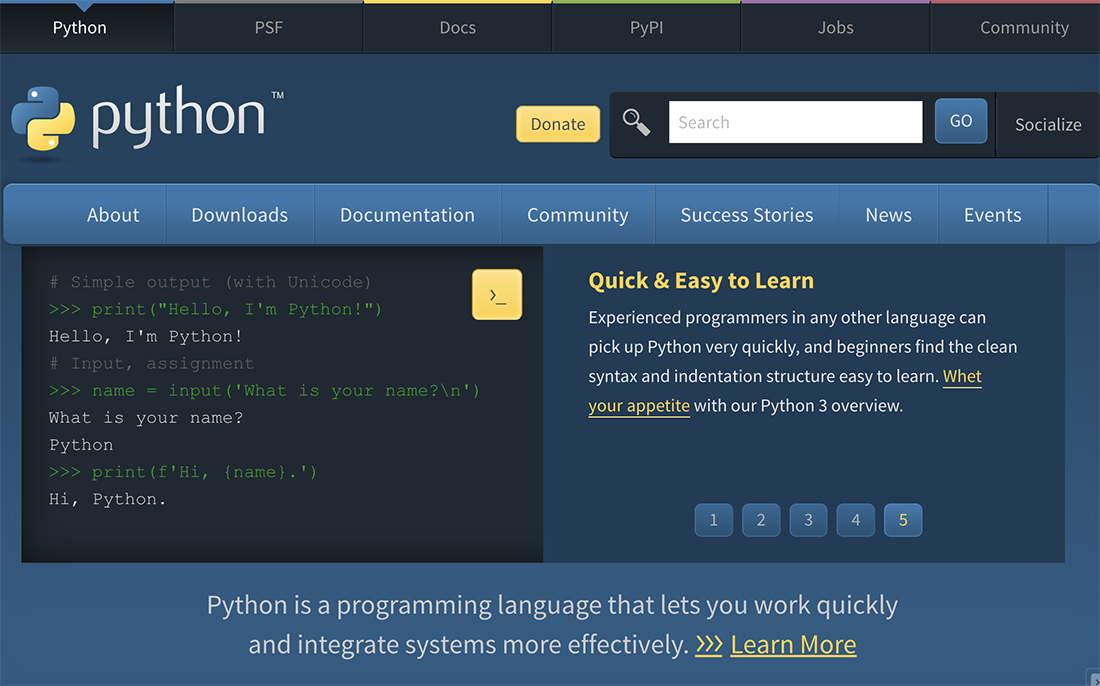 Python PSF Docs PyPI Jobs Community
python™
Donate Search GO Socialize
About Downloads Documentation Community Success Stories News Events
# Simple output (with Unicode)
>>> print("Hello, I'm Python!")
Hello, I'm Python!
# Input, assignment
>>> name = input('What is your name?\n')
What is your name?
Python
>>> print(f'Hi, {name}.')
Hi, Python.
>_
Quick & Easy to Learn
Experienced programmers in any other language can
pick up Python very quickly, and beginners find the clean
syntax and indentation structure easy to learn. Whet
your appetite with our Python 3 overview.
1 2 3 4 5
Python is a programming language that lets you work quickly
and integrate systems more effectively. >>> Learn More